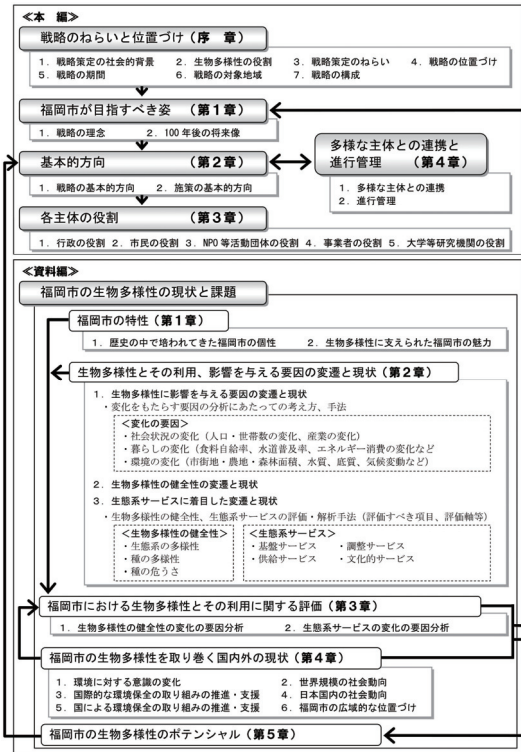 ≪本　編≫
戦略のねらいと位置づけ（序　章）
1．戦略策定の社会的背景　2．生物多様性の役割　3．戦略策定のねらい　4．戦略の位置づけ
5．戦略の期間　6．戦略の対象地域　7．戦略の構成
福岡市が目指すべき姿　（第1章）
1．戦略の理念　2．100年後の将来像
基本的方向　（第2章）
1．戦略の基本的方向　2．施策の基本的方向
多様な主体との連携と
進行管理　（第4章）
1．多様な主体との連携
2．進行管理
各主体の役割　（第3章）
1．行政の役割　2．市民の役割　3．NPO等活動団体の役割　4．事業者の役割　5．大学等研究機関の役割
≪資料編≫
福岡市の生物多様性の現状と課題
福岡市の特性（第1章）
1．歴史の中で培われてきた福岡市の個性　2．生物多様性に支えられた福岡市の魅力
生物多様性とその利用、影響を与える要因の変遷と現状（第2章）
1．生物多様性に影響を与える要因の変遷と現状
・変化をもたらす要因の分析にあたっての考え方、手法
＜変化の要因＞
・社会状況の変化（人口・世帯数の変化、産業の変化）
・暮らしの変化（食料自給率、水道普及率、エネルギー消費の変化など
・環境の変化（市街地・農地・森林面積、水質、底質、気候変動など）
2．生物多様性の健全性の変遷と現状
3．生態系サービスに着目した変遷と現状
・生物多様性の健全性、生態系サービスの評価・解析手法（評価すべき項目、評価軸等）
＜生物多様性の健全性＞
・生態系の多様性
・種の多様性
・種の危うさ
＜生態系サービス＞
・基盤サービス　・調整サービス
・供給サービス　・文化的サービス
福岡市における生物多様性とその利用に関する評価（第3章）
1．生物多様性の健全性の変化の要因分析　2．生態系サービスの変化の要因分析
福岡市の生物多様性を取り巻く国内外の現状（第4章）
1．環境に対する意識の変化　2．世界規模の社会動向
3．国際的な環境保全の取り組みの推進・支援　4．日本国内の社会動向
5．国による環境保全の取り組みの推進・支援　6．福岡市の広域的な位置づけ
福岡市の生物多様性のポテンシャル（第5章）